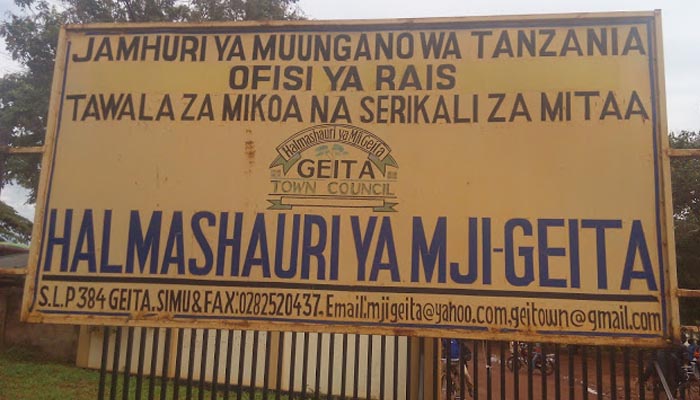 JAMHURI YA MUUNGANO WA TANZANIA
OFISI YA RAIS
TAWALA ZA MIKOA NA SERIKALI ZA MITAA
Halmashauri ya Mji Geita
GEITA
TOWN COUNCIL
HALMASHAURI YA MJI-GEITA
S.L.P 384 GEITA. SIMU & FAX:0282520437. Email.mjigeita@yahoo.com.geitown@gmail.com